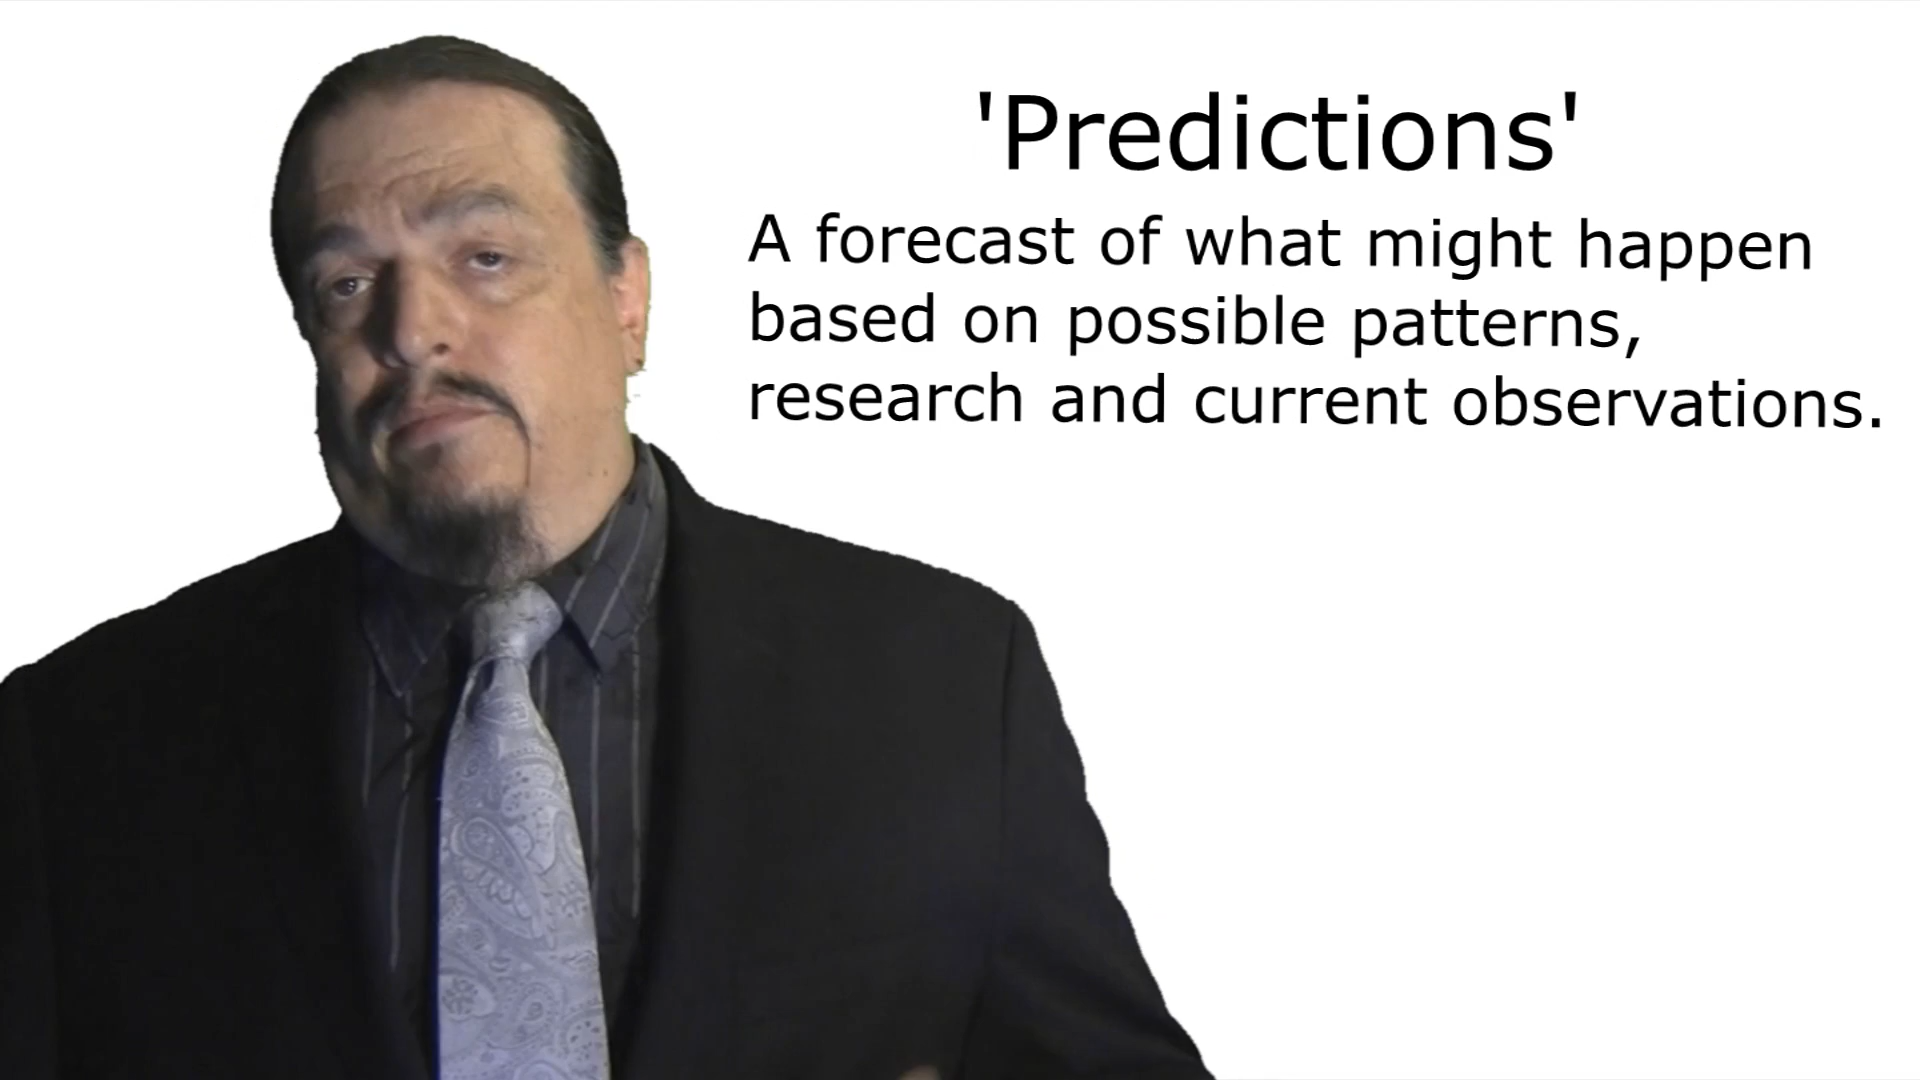 'Predictions'
A forecast of what might happen
based on possible patterns,
research and current observations.